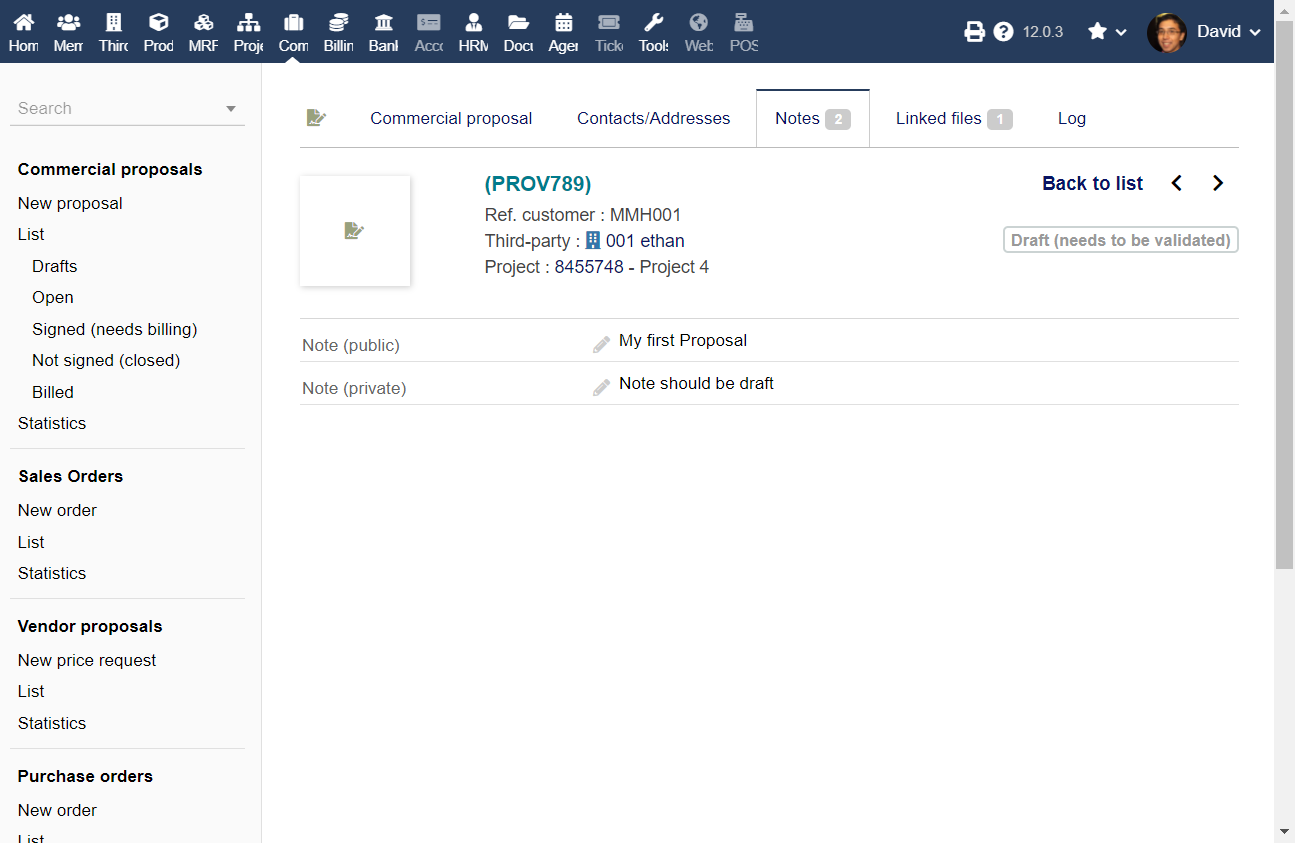 Hom Mem Thirc Prod MRF Proje Com Billin Bank Acco HRM Docu Agen Ticke Tools Web POS 12.0.3 David
Search
Commercial proposals
New proposal
List
Drafts
Open
Signed (needs billing)
Not signed (closed)
Billed
Statistics
Sales Orders
New order
List
Statistics
Vendor proposals
New price request
List
Statistics
Purchase orders
New order
List
Commercial proposal Contacts/Addresses Notes 2 Linked files 1 Log
(PROV789) Back to list
Ref. customer : MMH001
Third-party : 001 ethan Draft (needs to be validated)
Project : 8455748 - Project 4
Note (public) My first Proposal
Note (private) Note should be draft